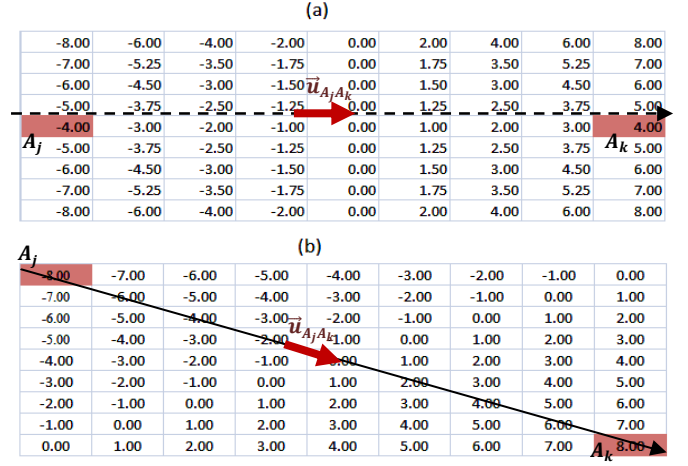 (a)
-8.00 -6.00 -4.00 -2.00 0.00 2.00 4.00 6.00 8.00
-7.00 -5.25 -3.50 -1.75 0.00 1.75 3.50 5.25 7.00
-6.00 -4.50 -3.00 -1.50 0.00 1.50 3.00 4.50 6.00
u⃗AjAk
-5.00 -3.75 -2.50 -1.25 0.00 1.25 2.50 3.75 5.00
-4.00 -3.00 -2.00 -1.00 0.00 1.00 2.00 3.00 4.00
Aj Ak
-5.00 -3.75 -2.50 -1.25 0.00 1.25 2.50 3.75 5.00
-6.00 -4.50 -3.00 -1.50 0.00 1.50 3.00 4.50 6.00
-7.00 -5.25 -3.50 -1.75 0.00 1.75 3.50 5.25 7.00
-8.00 -6.00 -4.00 -2.00 0.00 2.00 4.00 6.00 8.00
(b)
Aj
-8.00 -7.00 -6.00 -5.00 -4.00 -3.00 -2.00 -1.00 0.00
-7.00 -6.00 -5.00 -4.00 -3.00 -2.00 -1.00 0.00 1.00
-6.00 -5.00 -4.00 -3.00 -2.00 -1.00 0.00 1.00 2.00
u⃗AjAk
-5.00 -4.00 -3.00 -2.00 -1.00 0.00 1.00 2.00 3.00
-4.00 -3.00 -2.00 -1.00 0.00 1.00 2.00 3.00 4.00
-3.00 -2.00 -1.00 0.00 1.00 2.00 3.00 4.00 5.00
-2.00 -1.00 0.00 1.00 2.00 3.00 4.00 5.00 6.00
-1.00 0.00 1.00 2.00 3.00 4.00 5.00 6.00 7.00
0.00 1.00 2.00 3.00 4.00 5.00 6.00 7.00 8.00
Ak